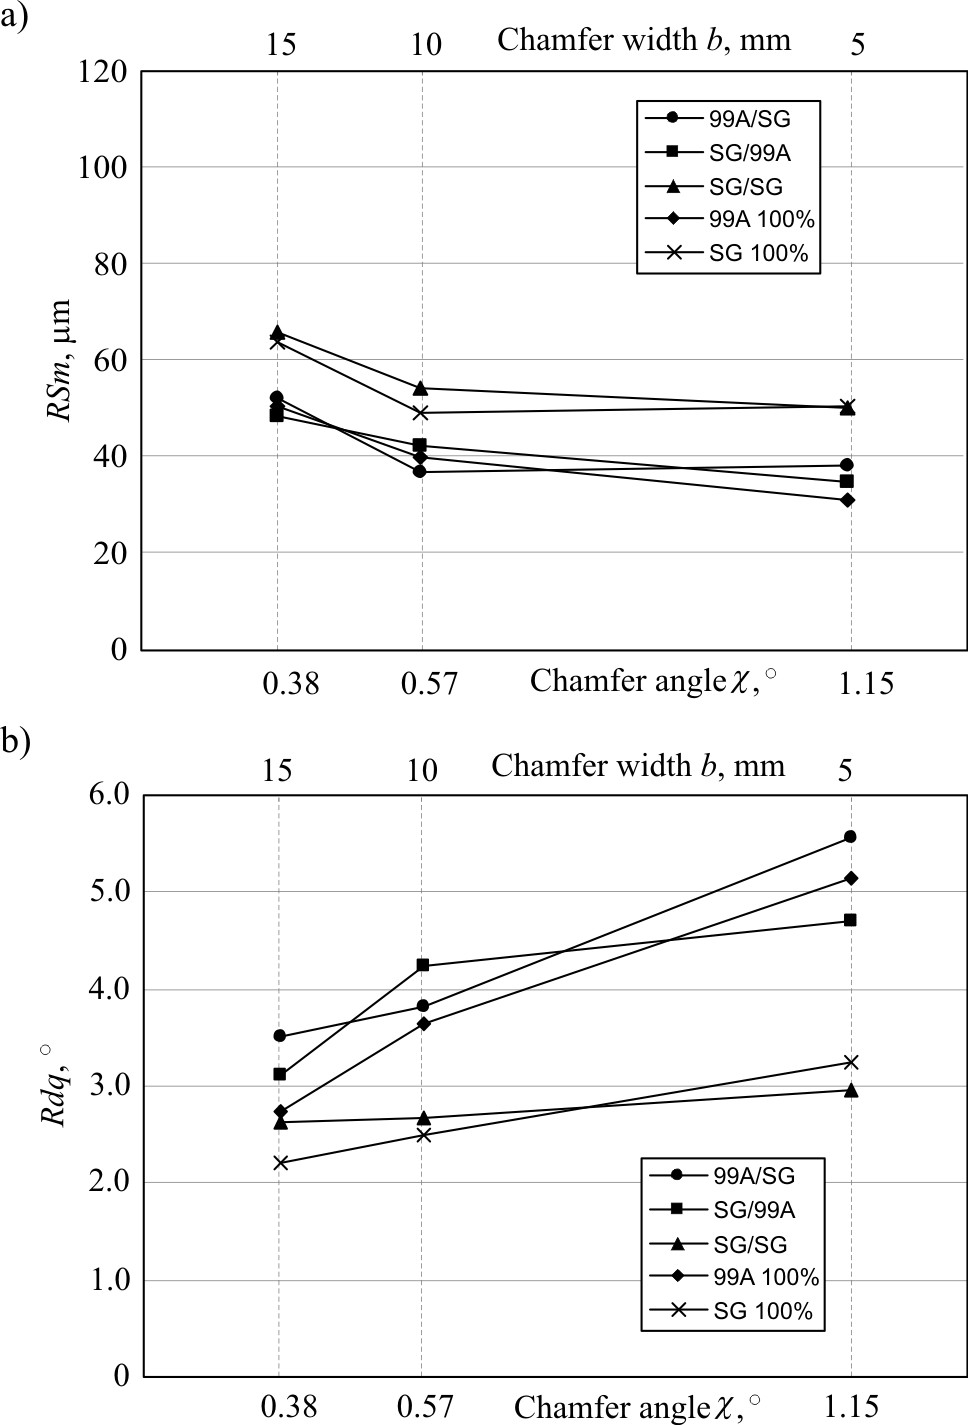 a)
15 10 Chamfer width b, mm 5
120
100
80
60
40
20
0
RSm, µm
99A/SG
SG/99A
SG/SG
99A 100%
SG 100%
0.38 0.57 Chamfer angle χ, ° 1.15
b)
15 10 Chamfer width b, mm 5
6.0
5.0
4.0
3.0
2.0
1.0
0
Rdq, °
99A/SG
SG/99A
SG/SG
99A 100%
SG 100%
0.38 0.57 Chamfer angle χ, ° 1.15